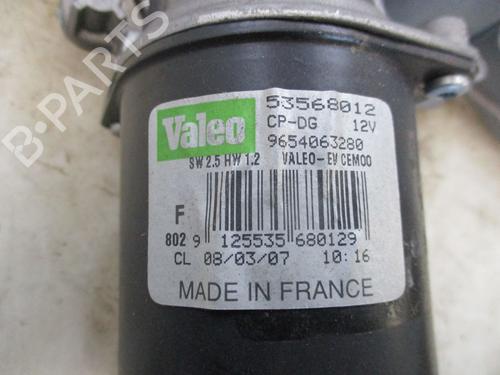 53568012
Valeo CP-DG 12V
9654063280
SW 2.5 HW 1.2 VALEO-EM CEMOO
F
802 9 125535 680129
CL 08/03/07 10:16
MADE IN FRANCE
B-PARTS